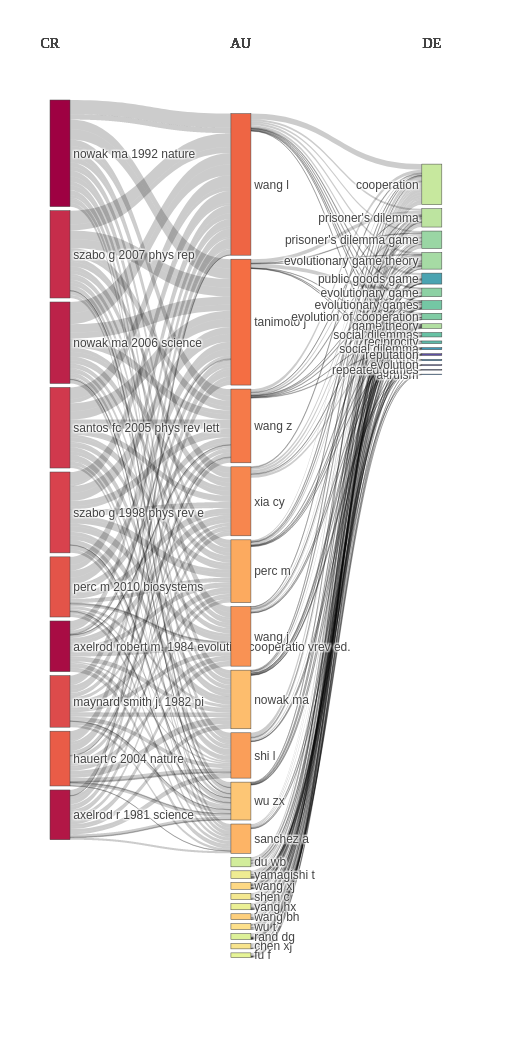 CR AU DE
nowak ma 1992 nature
szabo g 2007 phys rep
nowak ma 2006 science
santos fc 2005 phys rev lett
szabo g 1998 phys rev e
perc m 2010 biosystems
axelrod robert m. 1984 evolutio cooperatio vrev ed.
maynard smith j. 1982 pi
hauert c 2004 nature
axelrod r 1981 science
wang l
tanimoto j
wang z
xia cy
perc m
wang j
nowak ma
shi l
wu zx
sanchez a
du wb
yamagishi t
wang xj
shen c
yang hx
wang bh
wu t
rand dg
chen xj
fu f
cooperation
prisoner's dilemma
prisoner's dilemma game
evolutionary game theory
public goods game
evolutionary game
evolutionary games
evolution of cooperation
game theory
social dilemmas
reciprocity
social dilemma
reputation
evolution
repeated games
altruism